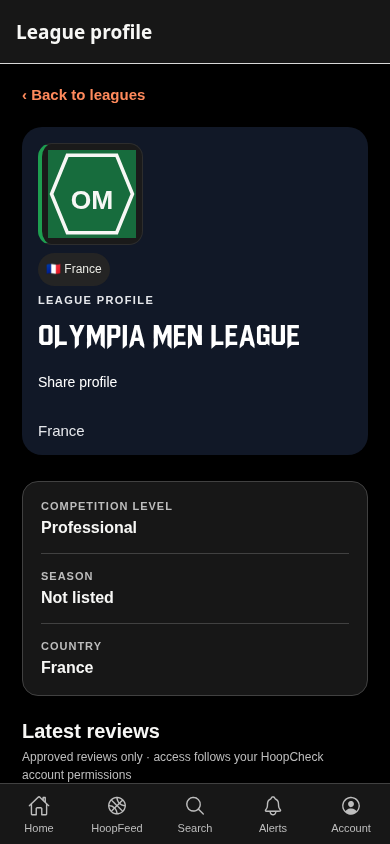 League profile
‹ Back to leagues
OM
🇫🇷 France
LEAGUE PROFILE
OLYMPIA MEN LEAGUE
Share profile
France
COMPETITION LEVEL
Professional
SEASON
Not listed
COUNTRY
France
Latest reviews
Approved reviews only · access follows your HoopCheck
account permissions
Home HoopFeed Search Alerts Account